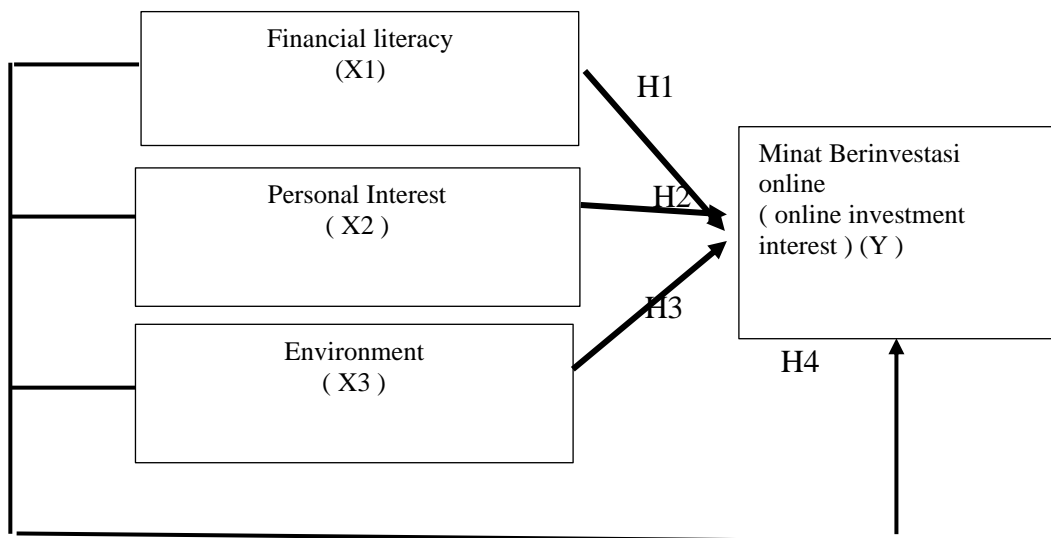 Financial literacy
(X1)
H1
Personal Interest
( X2 )
H2
Environment
( X3 )
H3
Minat Berinvestasi
online
( online investment
interest ) (Y )
H4